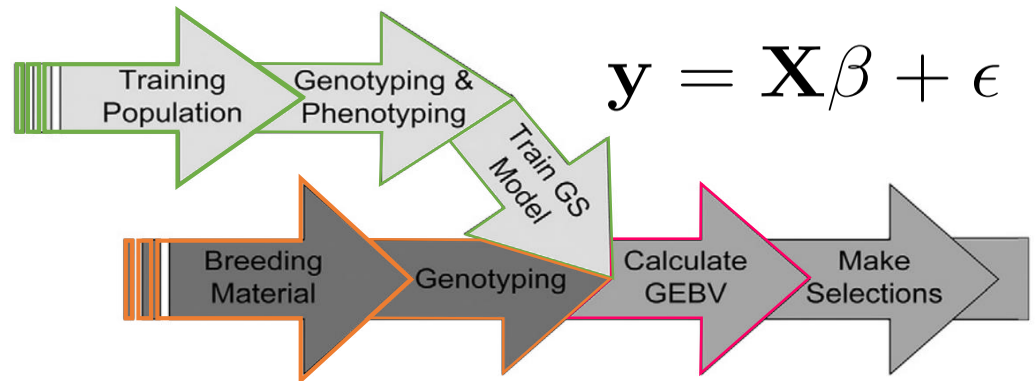 Training
Population
Genotyping &
Phenotyping
y = Xβ + ϵ
Train GS
Model
Breeding
Material
Genotyping
Calculate
GEBV
Make
Selections